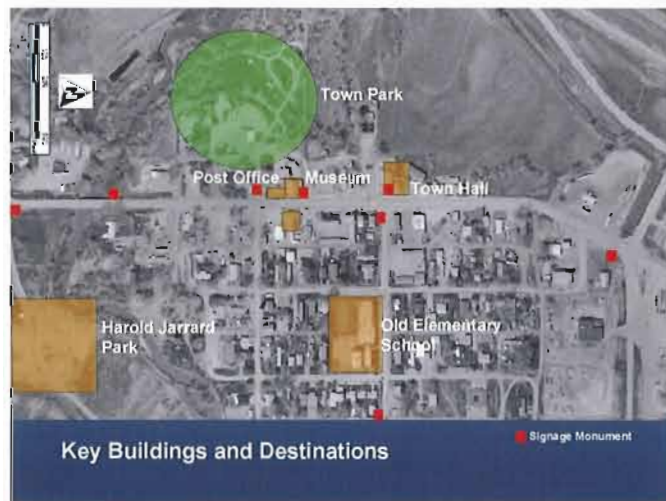 Town Park
Post Office
Museum
Town Hall
Harold Jarrard
Park
Old Elementary
School
Key Buildings and Destinations
Signage Monument